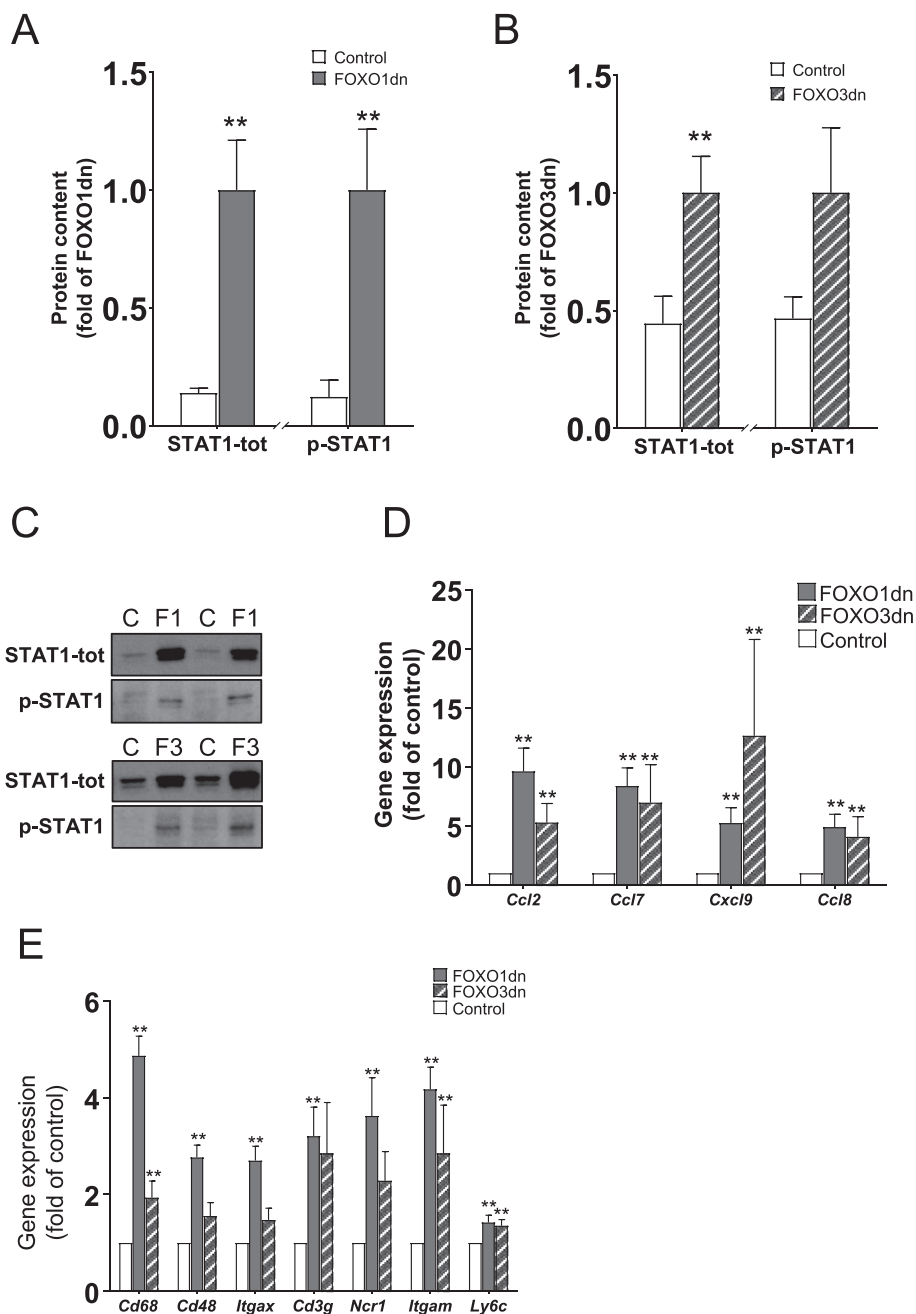 A
Control
FOXO1dn
1.5
1.0
0.5
0.0
Protein content
(fold of FOXO1dn)
**
**
STAT1-tot
p-STAT1
B
Control
FOXO3dn
1.5
1.0
0.5
0.0
Protein content
(fold of FOXO3dn)
**
STAT1-tot
p-STAT1
C
C F1 C F1
STAT1-tot
p-STAT1
C F3 C F3
STAT1-tot
p-STAT1
D
FOXO1dn
FOXO3dn
Control
25
20
15
10
5
0
Gene expression
(fold of control)
** ** ** ** ** ** ** **
Ccl2 Ccl7 Cxcl9 Ccl8
E
FOXO1dn
FOXO3dn
Control
6
4
2
0
Gene expression
(fold of control)
** ** ** ** ** ** ** ** ** **
Cd68 Cd48 Itgax Cd3g Ncr1 Itgam Ly6c